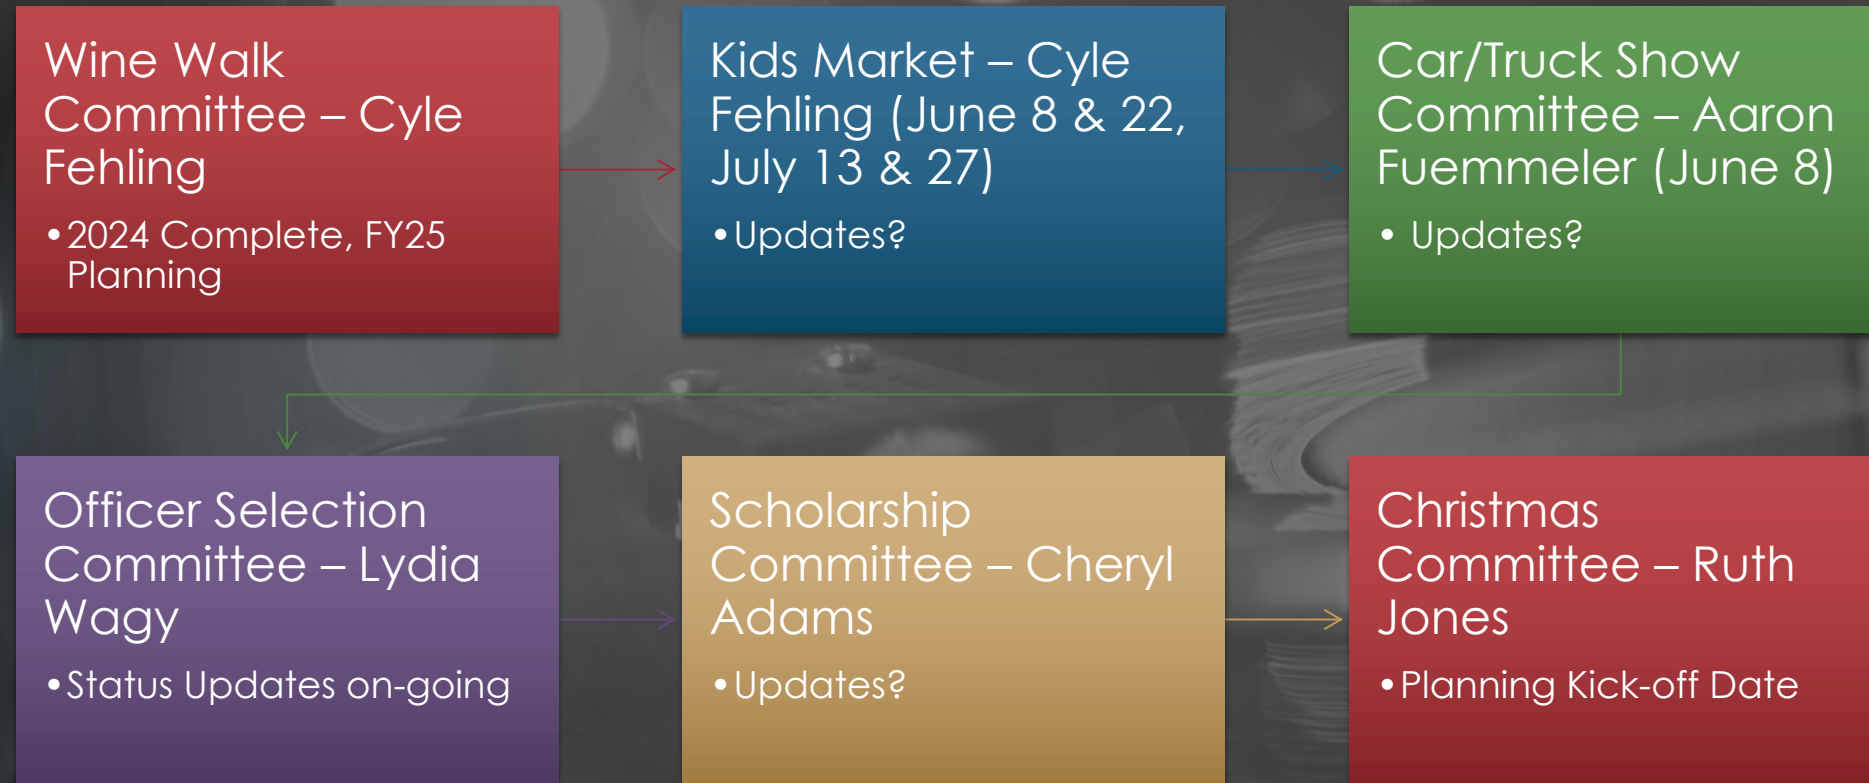 Wine Walk
Committee – Cyle
Fehling
•2024 Complete, FY25
Planning
Kids Market – Cyle
Fehling (June 8 & 22,
July 13 & 27)
•Updates?
Car/Truck Show
Committee – Aaron
Fuemmeler (June 8)
• Updates?
Officer Selection
Committee – Lydia
Wagy
•Status Updates on-going
Scholarship
Committee – Cheryl
Adams
•Updates?
Christmas
Committee – Ruth
Jones
•Planning Kick-off Date